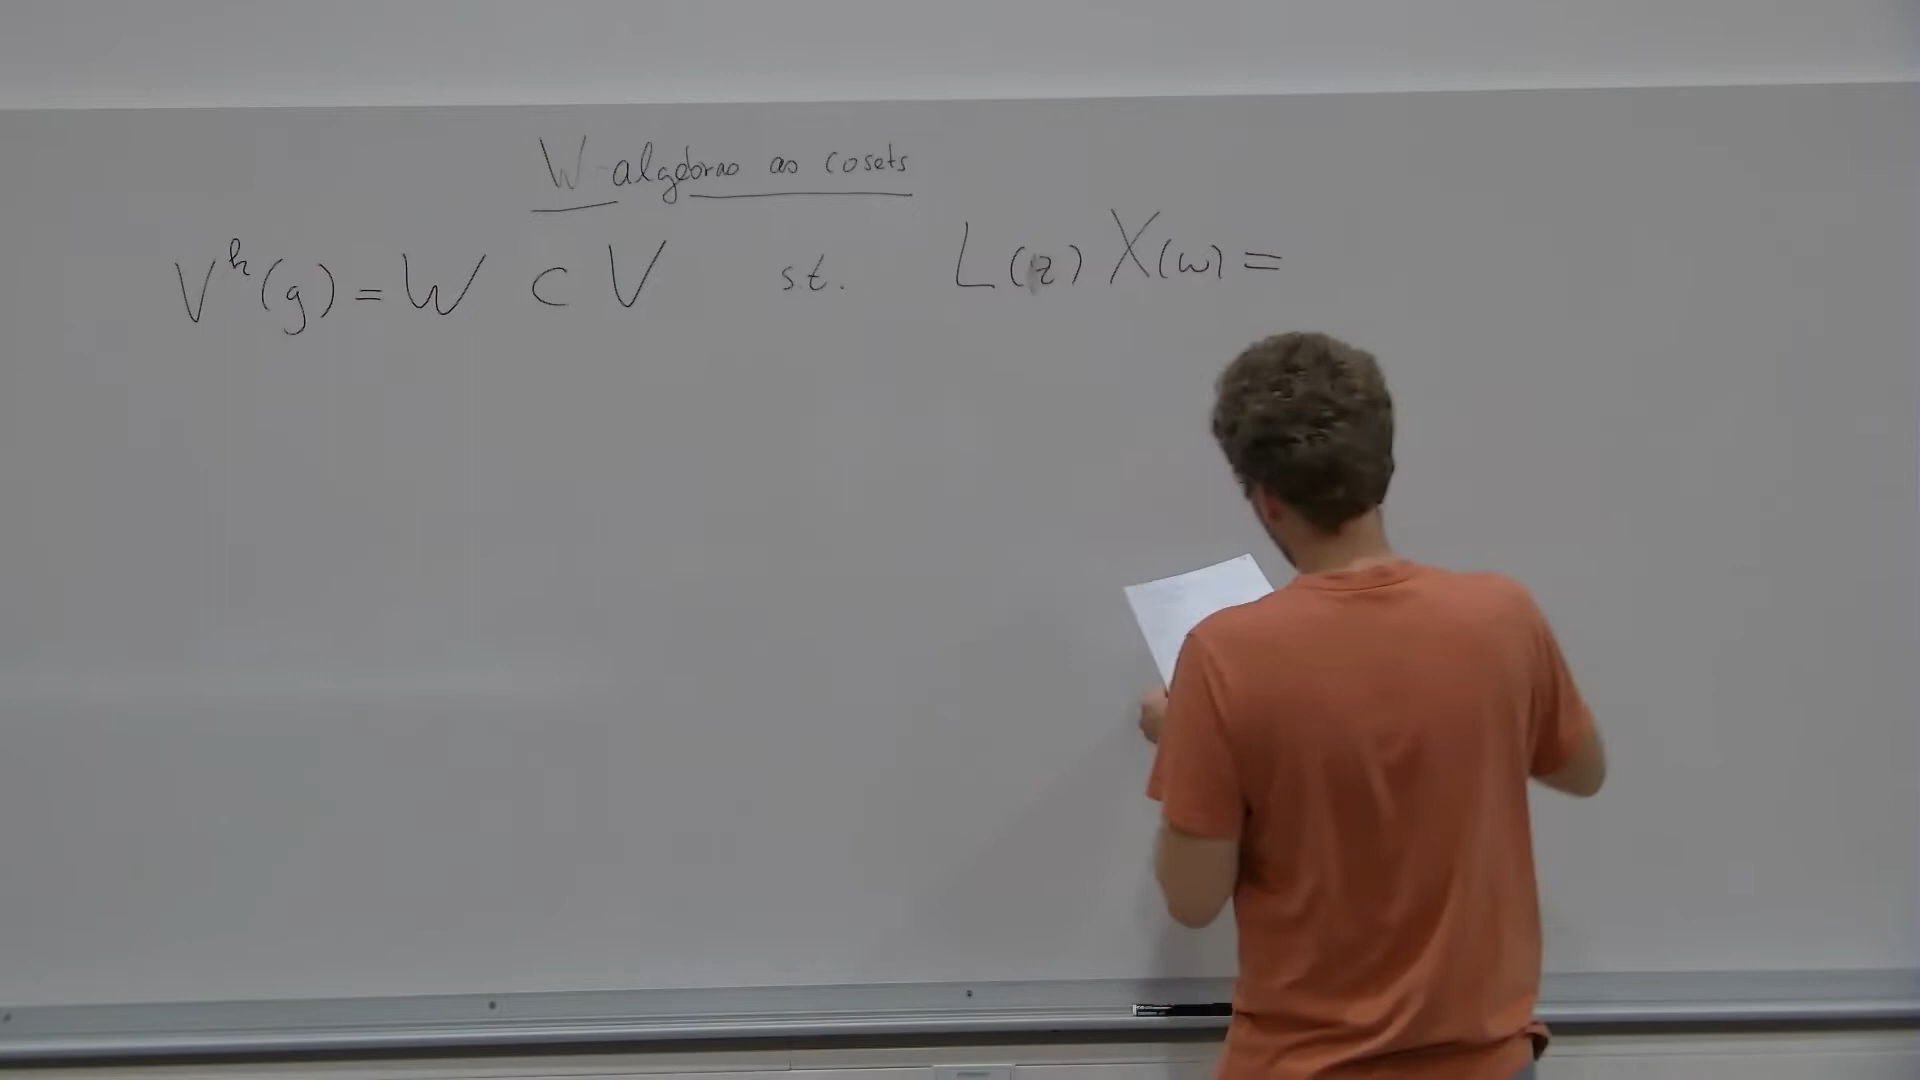 W-algebras as cosets
V^k(g) = W ⊂ V s.t. L(z) X(w) =